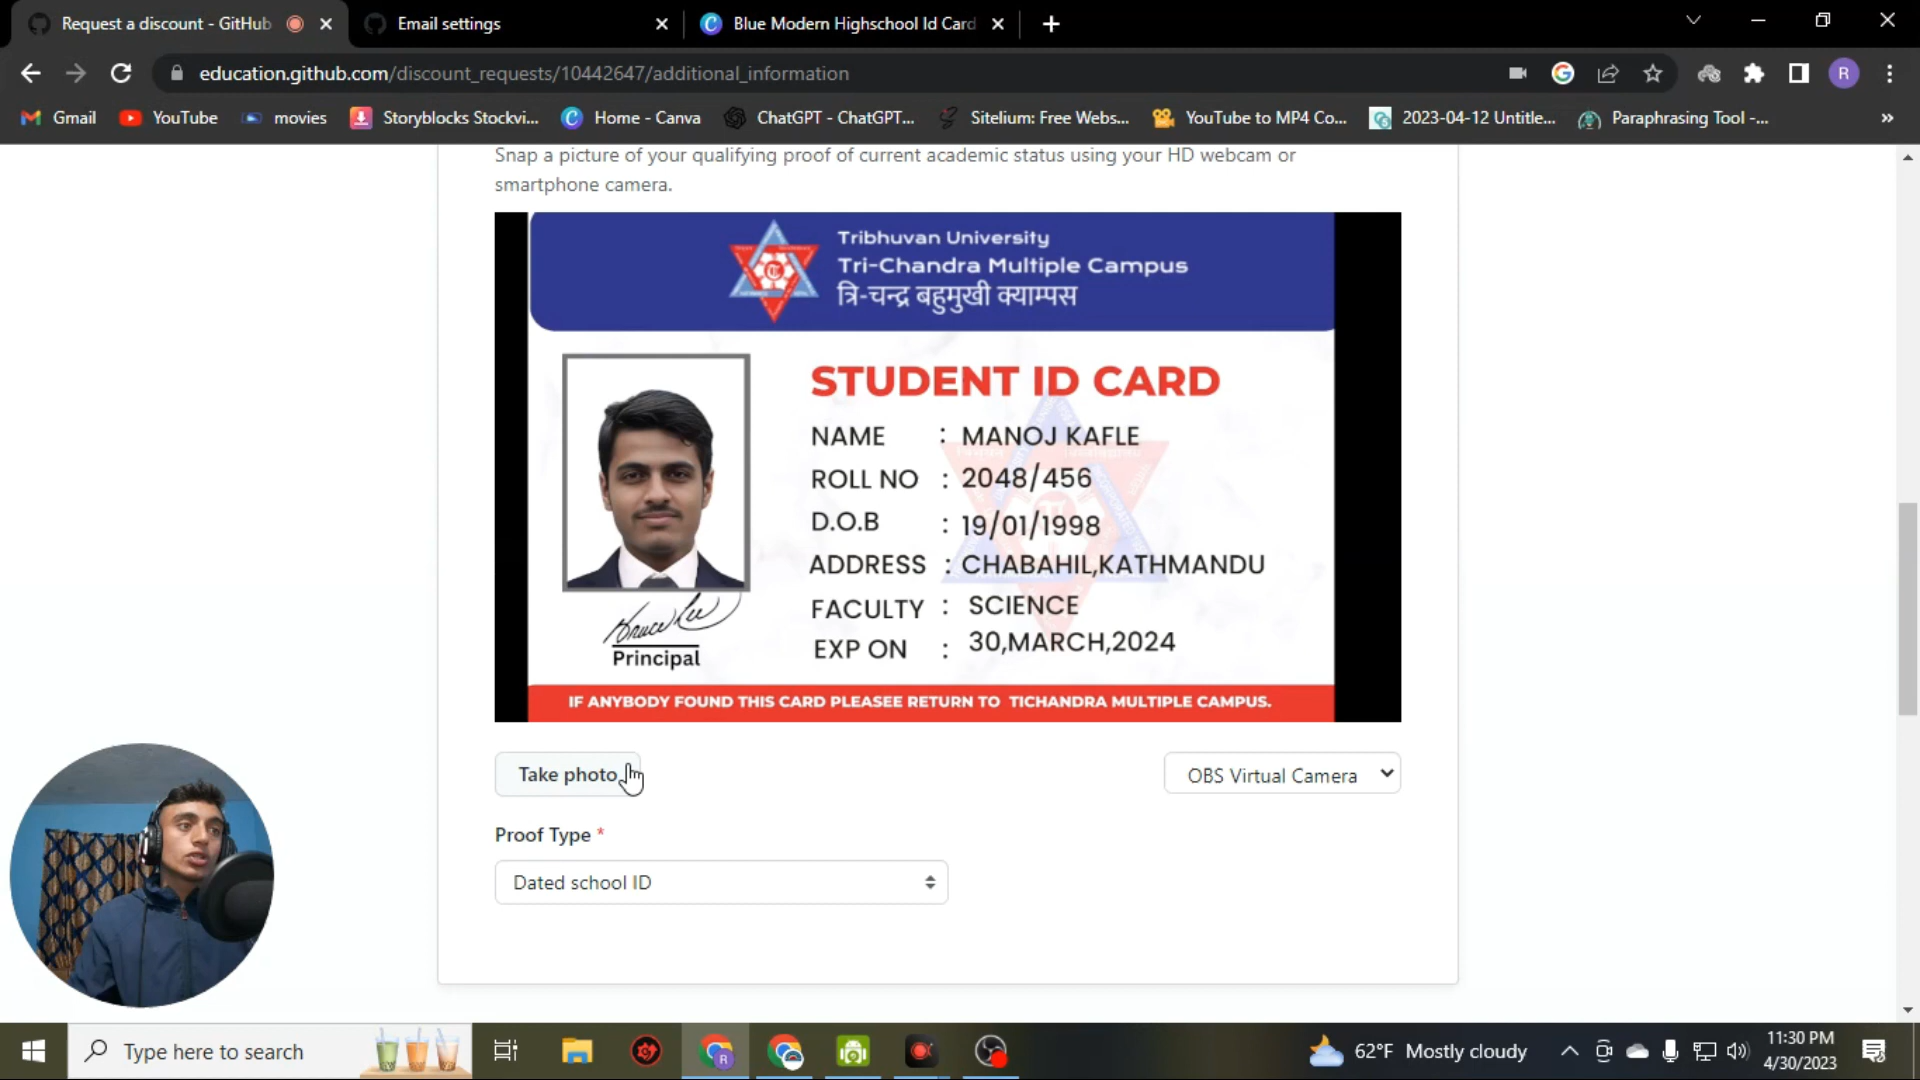 Request a discount - GitHub
Email settings
Blue Modern Highschool Id Card
education.github.com/discount_requests/10442647/additional_information
R
Gmail
YouTube
movies
Storyblocks Stockvi...
Home - Canva
ChatGPT - ChatGPT...
Sitelium: Free Webs...
YouTube to MP4 Co...
2023-04-12 Untitle...
Paraphrasing Tool -...
Snap a picture of your qualifying proof of current academic status using your HD webcam or
smartphone camera.
Tribhuvan University
Tri-Chandra Multiple Campus
त्रि-चन्द्र बहुमुखी क्याम्पस
STUDENT ID CARD
NAME : MANOJ KAFLE
ROLL NO : 2048/456
D.O.B : 19/01/1998
ADDRESS : CHABAHIL,KATHMANDU
FACULTY : SCIENCE
EXP ON : 30,MARCH,2024
Bruce Lee
Principal
IF ANYBODY FOUND THIS CARD PLEASEE RETURN TO TICHANDRA MULTIPLE CAMPUS.
Take photo
OBS Virtual Camera
Proof Type *
Dated school ID
Type here to search
62°F Mostly cloudy
11:30 PM
4/30/2023